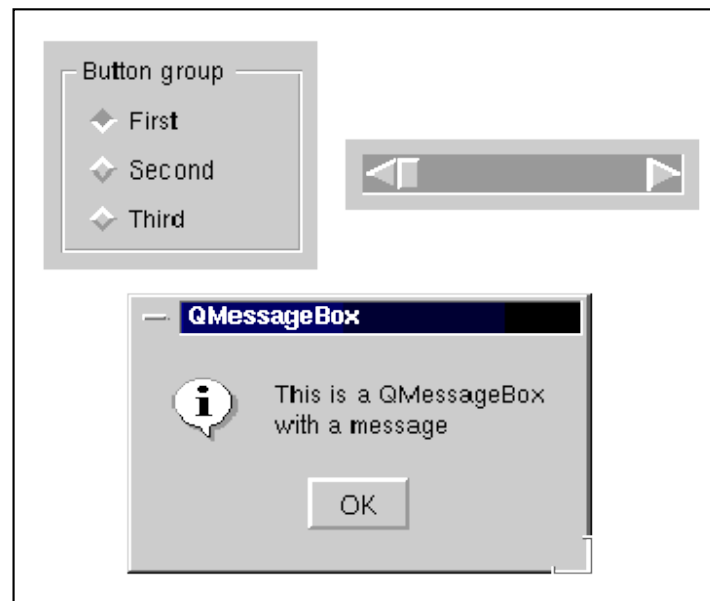 Button group
First
Second
Third
QMessageBox
This is a QMessageBox
with a message
OK